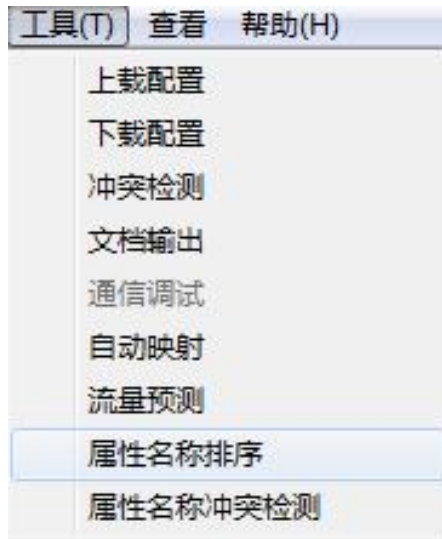 工具(T) 查看 帮助(H)
上载配置
下载配置
冲突检测
文档输出
通信调试
自动映射
流量预测
属性名称排序
属性名称冲突检测